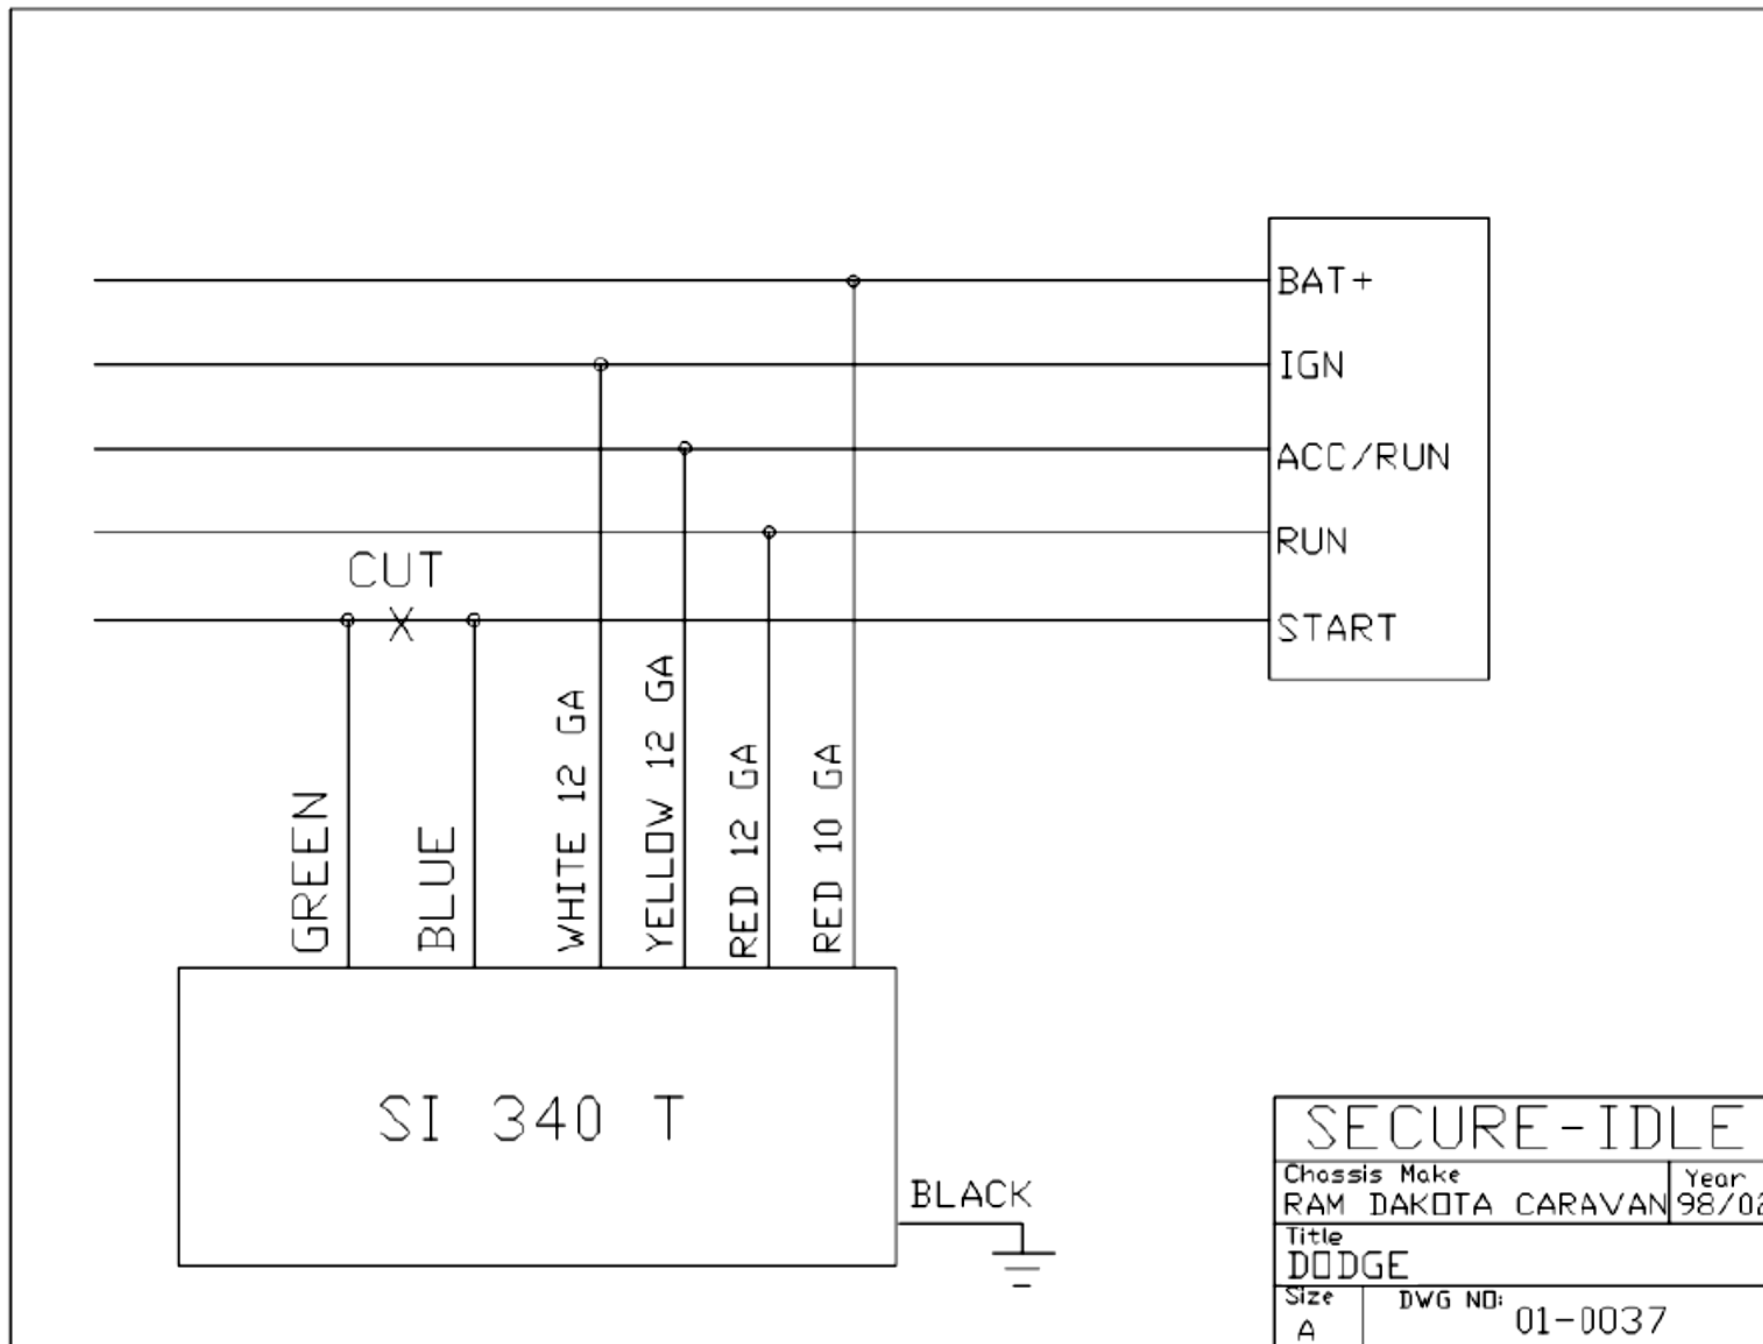 BAT+
IGN
ACC/RUN
RUN
START
CUT
X
GREEN
BLUE
WHITE 12 GA
YELLOW 12 GA
RED 12 GA
RED 10 GA
SI 340 T
BLACK
SECURE-IDLE
Chassis Make
RAM DAKOTA CARAVAN
Year
98/02
Title
DODGE
Size
A
DWG NO: 01-0037